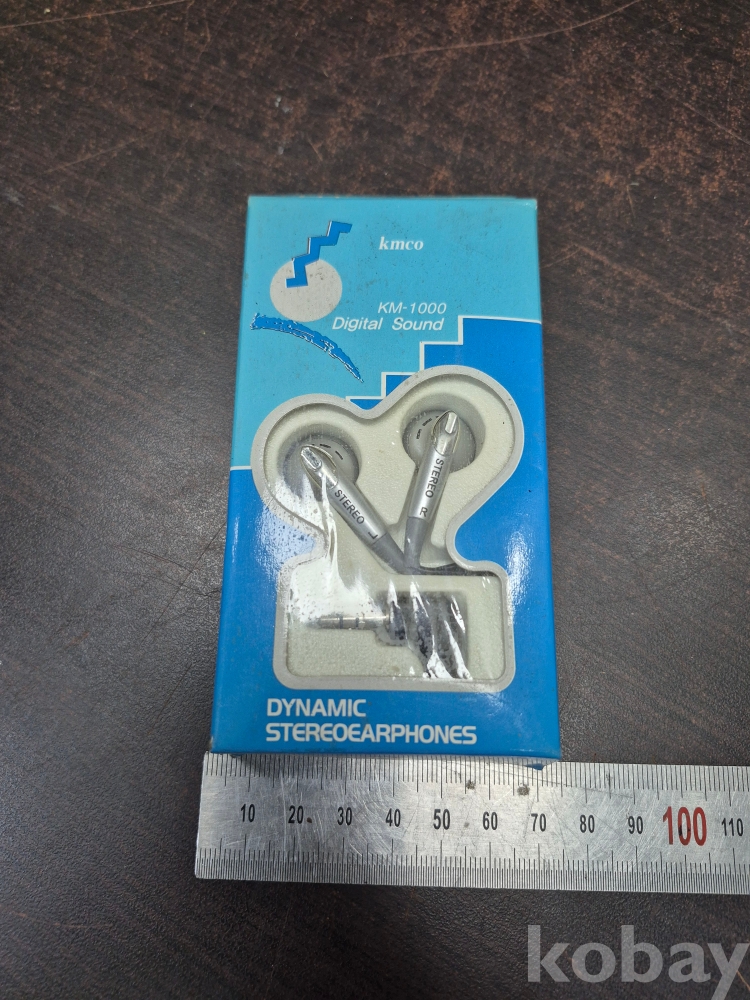 kmco
KM-1000
Digital Sound
STEREO L
STEREO R
DYNAMIC
STEREOEARPHONES
10 20 30 40 50 60 70 80 90 100 110
kobay